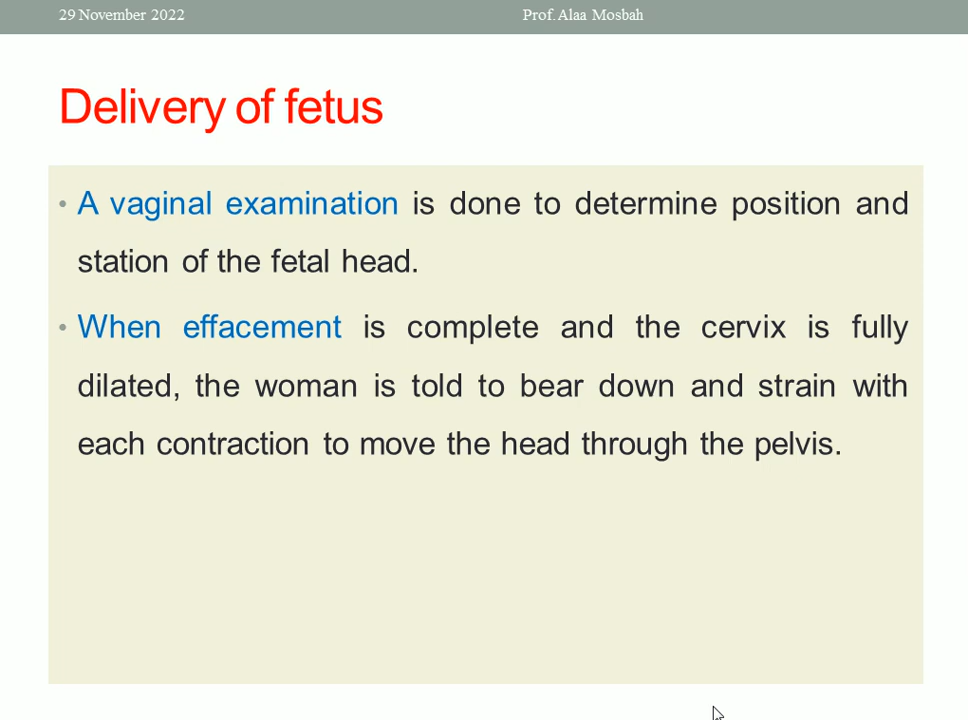 29 November 2022 Prof. Alaa Mosbah
Delivery of fetus
• A vaginal examination is done to determine position and
station of the fetal head.
• When effacement is complete and the cervix is fully
dilated, the woman is told to bear down and strain with
each contraction to move the head through the pelvis.